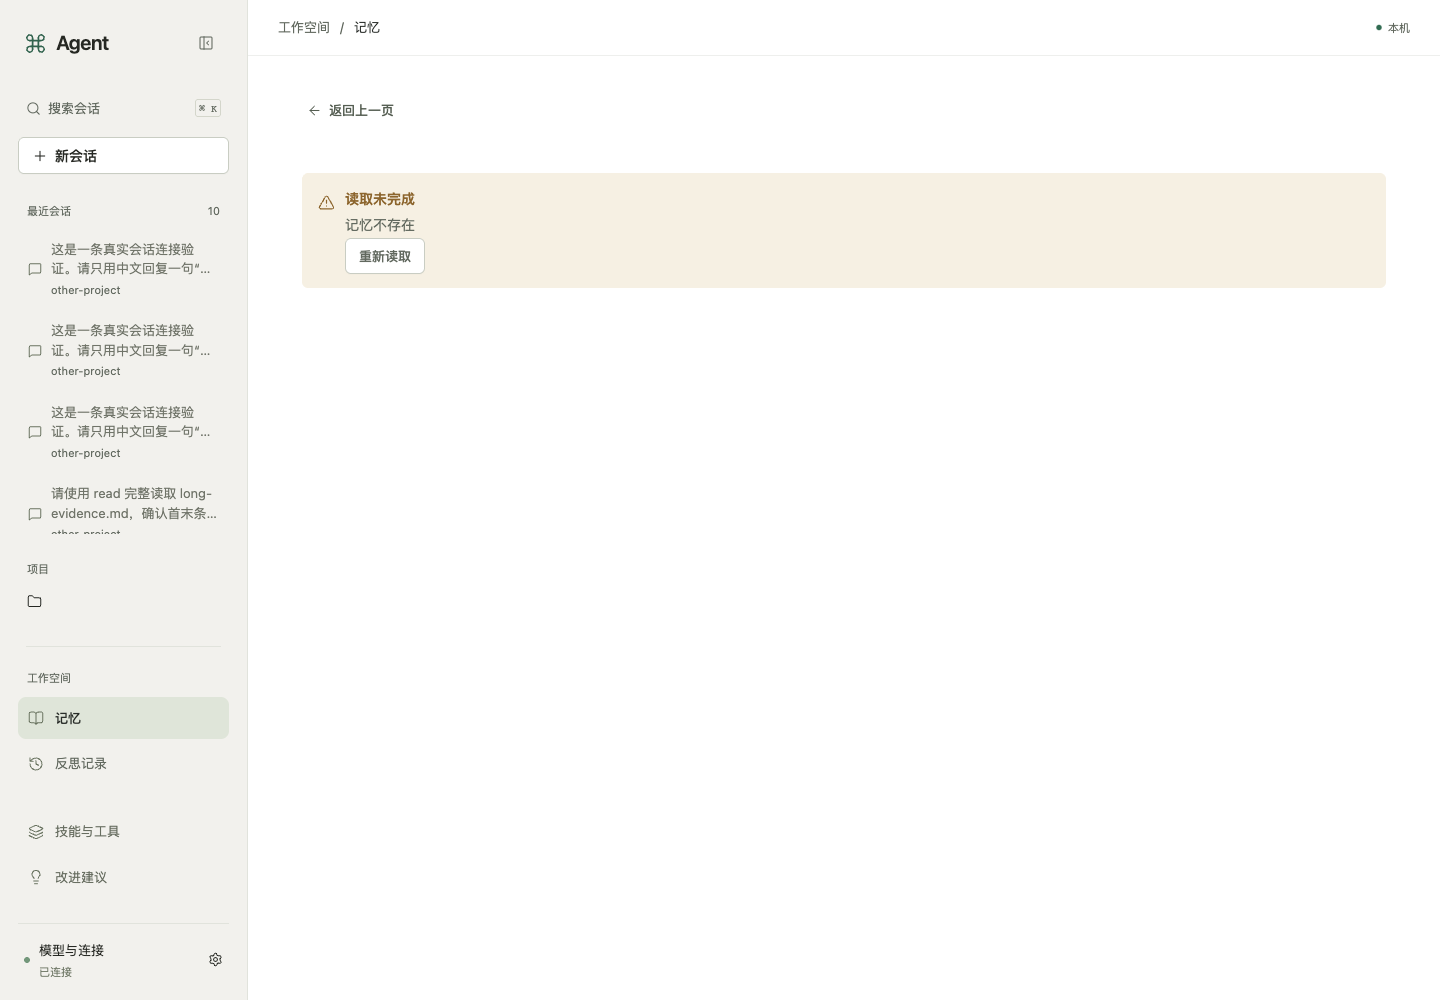 Agent
搜索会话
⌘ K
新会话
最近会话 10
这是一条真实会话连接验
证。请只用中文回复一句“...
other-project
这是一条真实会话连接验
证。请只用中文回复一句“...
other-project
这是一条真实会话连接验
证。请只用中文回复一句“...
other-project
请使用 read 完整读取 long-
evidence.md，确认首末条...
other-project
项目
工作空间
记忆
反思记录
技能与工具
改进建议
模型与连接
已连接
工作空间 / 记忆
本机
返回上一页
读取未完成
记忆不存在
重新读取